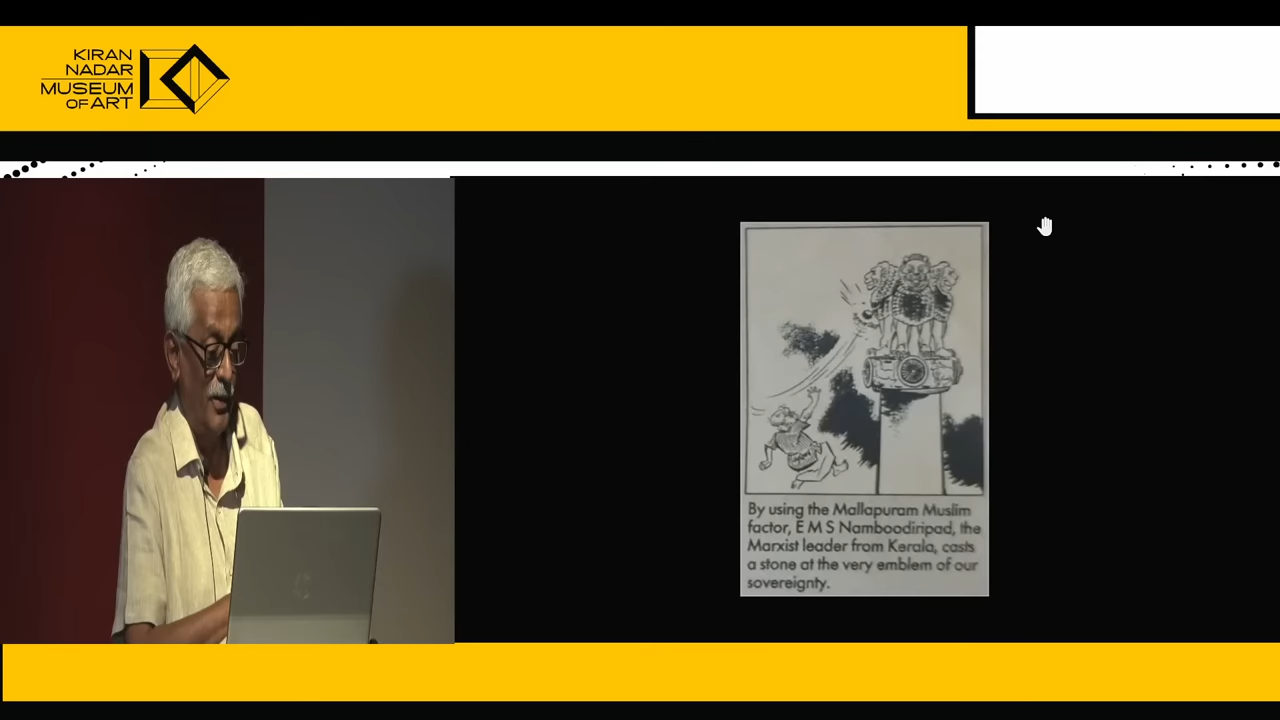 KIRAN
NADAR
MUSEUM
OF ART
By using the Mallapuram Muslim
factor, E M S Namboodiripad, the
Marxist leader from Kerala, casts
a stone at the very emblem of our
sovereignty.